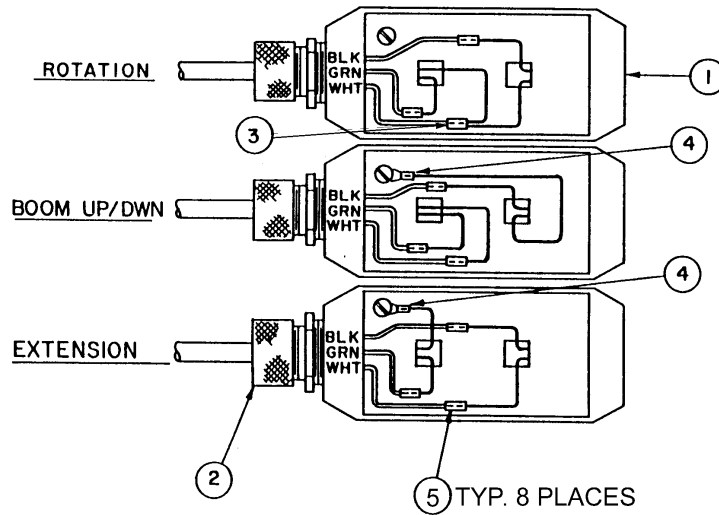 ROTATION
BLK
GRN
WHT
1
3
4
BOOM UP/DWN
BLK
GRN
WHT
4
EXTENSION
BLK
GRN
WHT
2
5 TYP. 8 PLACES